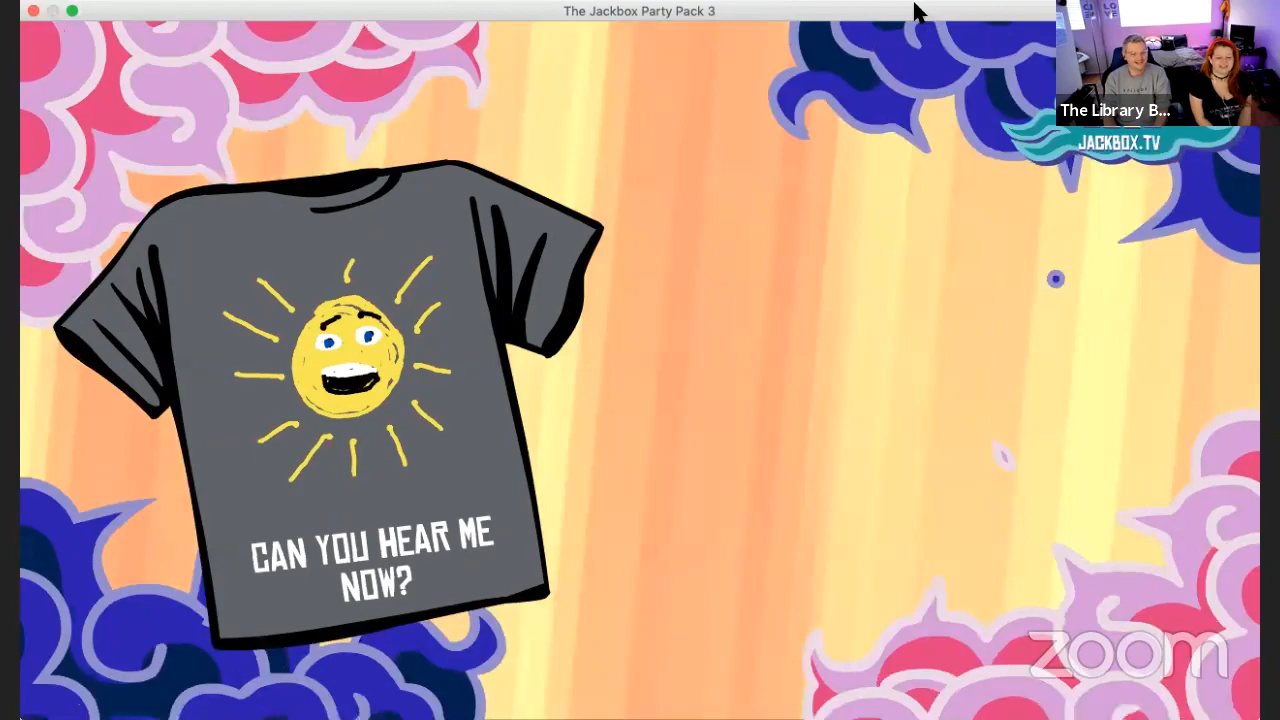 The Jackbox Party Pack 3
The Library B...
JACKBOX.TV
CAN YOU HEAR ME
NOW?
zoom